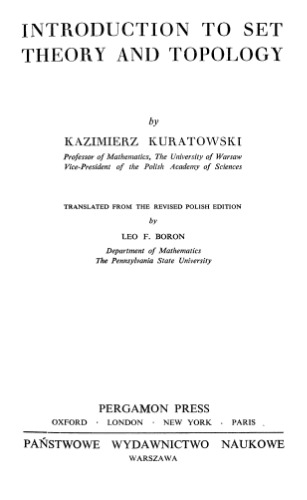 INTRODUCTION TO SET
THEORY AND TOPOLOGY
by
KAZIMIERZ KURATOWSKI
Professor of Mathematics, The University of Warsaw
Vice-President of the Polish Academy of Sciences
TRANSLATED FROM THE REVISED POLISH EDITION
by
LEO F. BORON
Department of Mathematics
The Pennsylvania State University
PERGAMON PRESS
OXFORD · LONDON · NEW YORK · PARIS
PAŃSTWOWE WYDAWNICTWO NAUKOWE
WARSZAWA